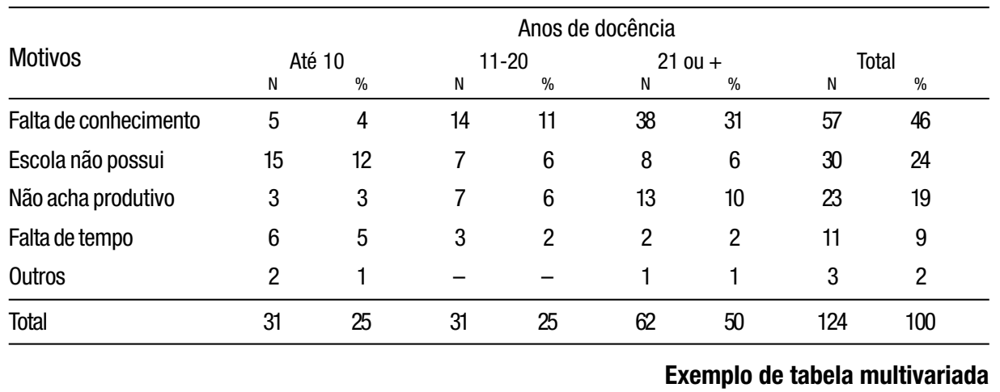 Anos de docência
Motivos Até 10 11-20 21 ou + Total
N % N % N % N %
Falta de conhecimento 5 4 14 11 38 31 57 46
Escola não possui 15 12 7 6 8 6 30 24
Não acha produtivo 3 3 7 6 13 10 23 19
Falta de tempo 6 5 3 2 2 2 11 9
Outros 2 1 – – 1 1 3 2
Total 31 25 31 25 62 50 124 100
Exemplo de tabela multivariada